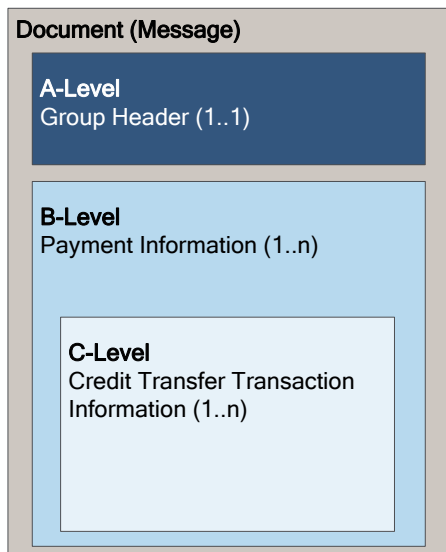 Document (Message)
A-Level
Group Header (1..1)
B-Level
Payment Information (1..n)
C-Level
Credit Transfer Transaction
Information (1..n)